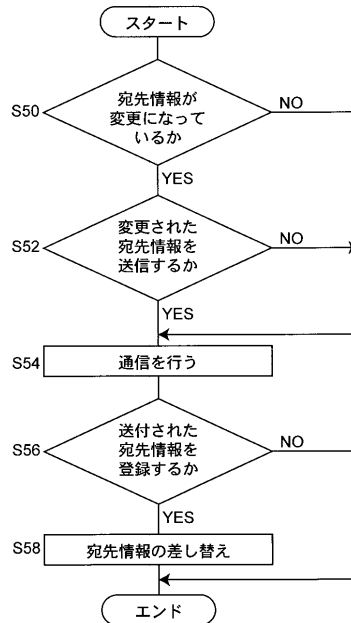 スタート
S50
宛先情報が
変更になって
いるか
NO
YES
S52
変更された
宛先情報を
送信するか
NO
YES
S54
通信を行う
S56
送付された
宛先情報を
登録するか
NO
YES
S58
宛先情報の差し替え
エンド